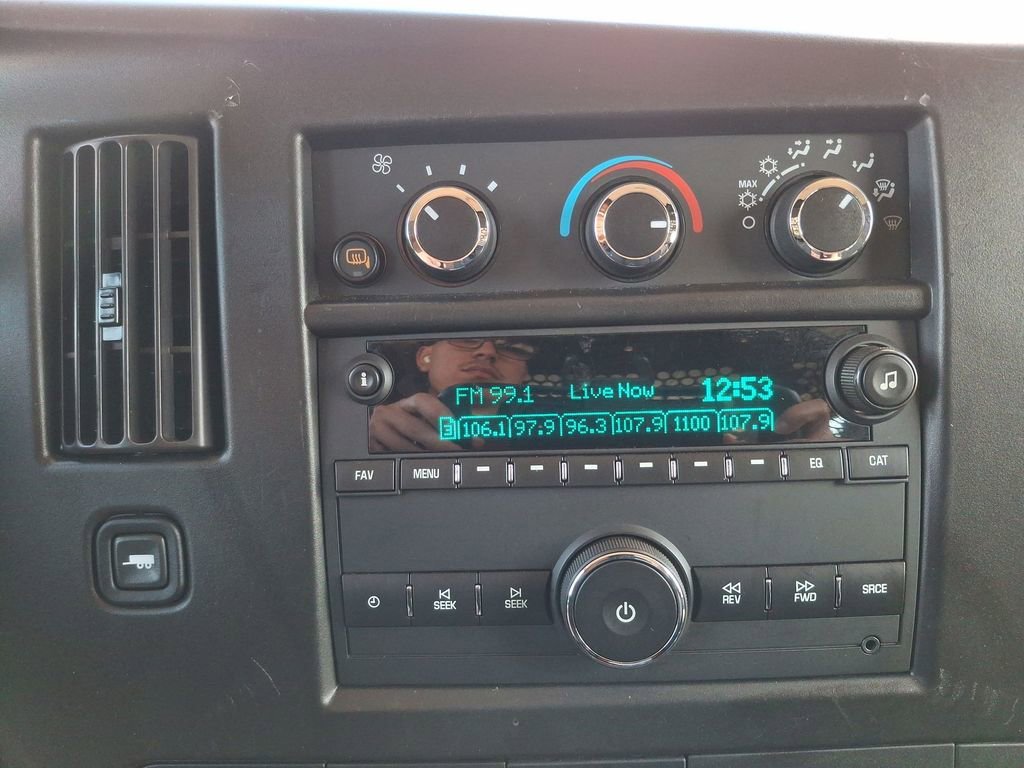 MAX
i
FM 99.1 Live Now 12:53
3 106.1 97.9 96.3 107.9 1100 107.9
FAV MENU EQ CAT
SEEK SEEK REV FWD SRCE